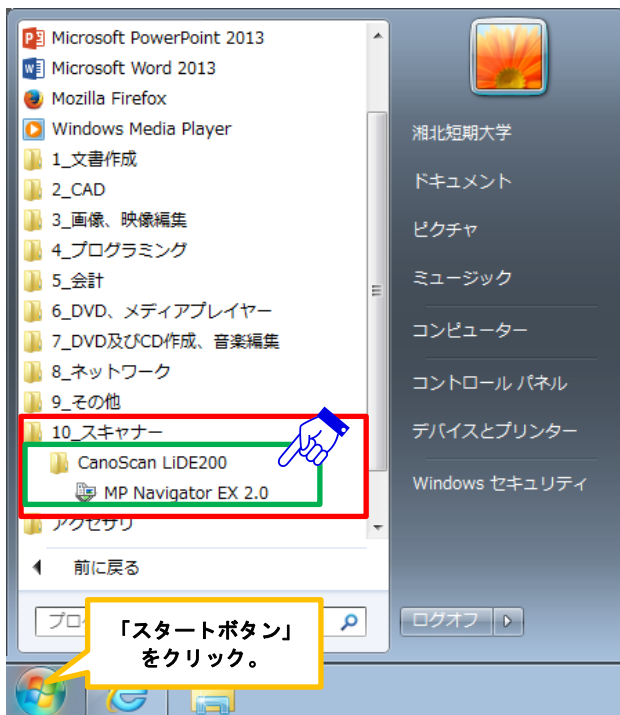 Microsoft PowerPoint 2013
Microsoft Word 2013
Mozilla Firefox
Windows Media Player
1_文書作成
2_CAD
3_画像、映像編集
4_プログラミング
5_会計
6_DVD、メディアプレイヤー
7_DVD及びCD作成、音楽編集
8_ネットワーク
9_その他
10_スキャナー
CanoScan LiDE200
MP Navigator EX 2.0
アクセサリ
前に戻る
プロ
「スタートボタン」
をクリック。
湘北短期大学
ドキュメント
ピクチャ
ミュージック
コンピューター
コントロール パネル
デバイスとプリンター
Windows セキュリティ
ログオフ